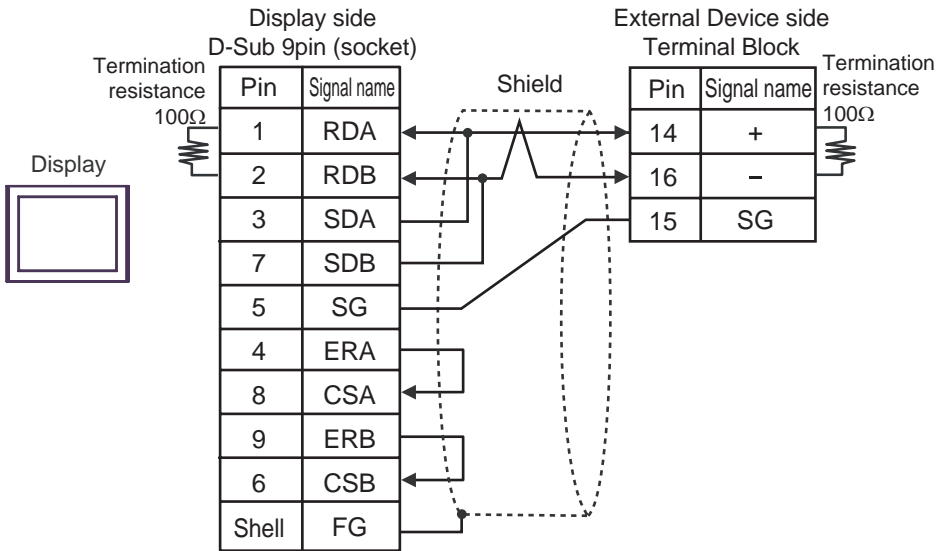 Display side
D-Sub 9pin (socket)
External Device side
Terminal Block
Termination
resistance
100Ω
Termination
resistance
100Ω
Shield
Display
Pin Signal name
1 RDA
2 RDB
3 SDA
7 SDB
5 SG
4 ERA
8 CSA
9 ERB
6 CSB
Shell FG
Pin Signal name
14 +
16 −
15 SG